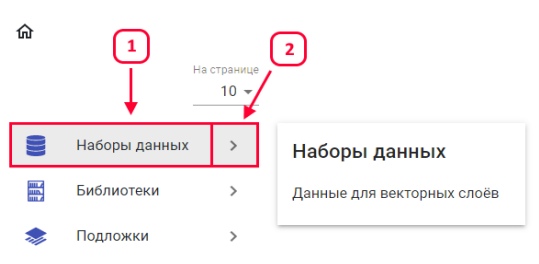 1
2
На странице
10
Наборы данных
Библиотеки
Подложки
Наборы данных
Данные для векторных слоёв